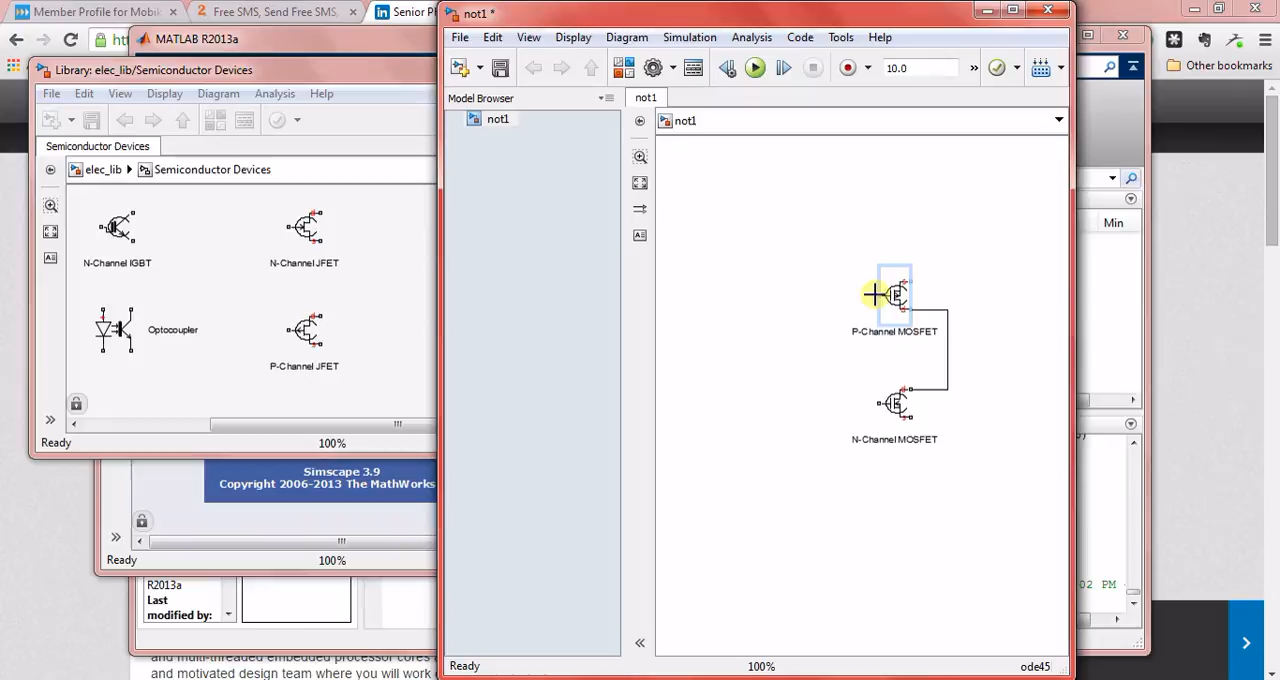 Member Profile for Mobil
Free SMS, Send Free SMS,
Senior P
not1 *
MATLAB R2013a
File Edit View Display Diagram Simulation Analysis Code Tools Help
Library: elec_lib/Semiconductor Devices
Other bookmarks
10.0
File Edit View Display Diagram Analysis Help
Model Browser
not1
not1
not1
Semiconductor Devices
elec_lib Semiconductor Devices
Min
N-Channel IGBT
N-Channel JFET
Optocoupler
P-Channel JFET
P-Channel MOSFET
N-Channel MOSFET
Ready
100%
Simscape 3.9
Copyright 2006-2013 The MathWorks
Ready
100%
R2013a
Last
modified by:
02 PM
and multi-threaded embedded processor cores
and motivated design team where you will work
Ready
100%
ode45